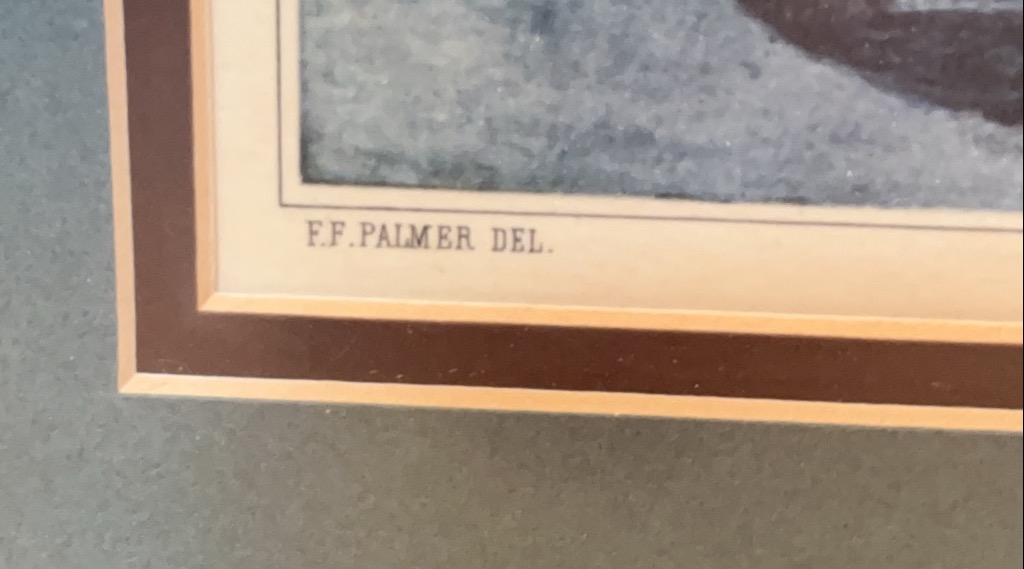 F.F. PALMER DEL.